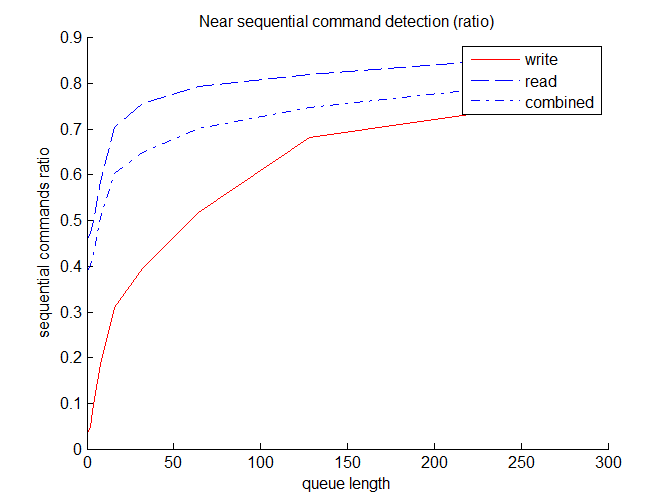 Near sequential command detection (ratio)
write
read
combined
0.9
0.8
0.7
0.6
0.5
0.4
0.3
0.2
0.1
0
sequential commands ratio
0 50 100 150 200 250 300
queue length